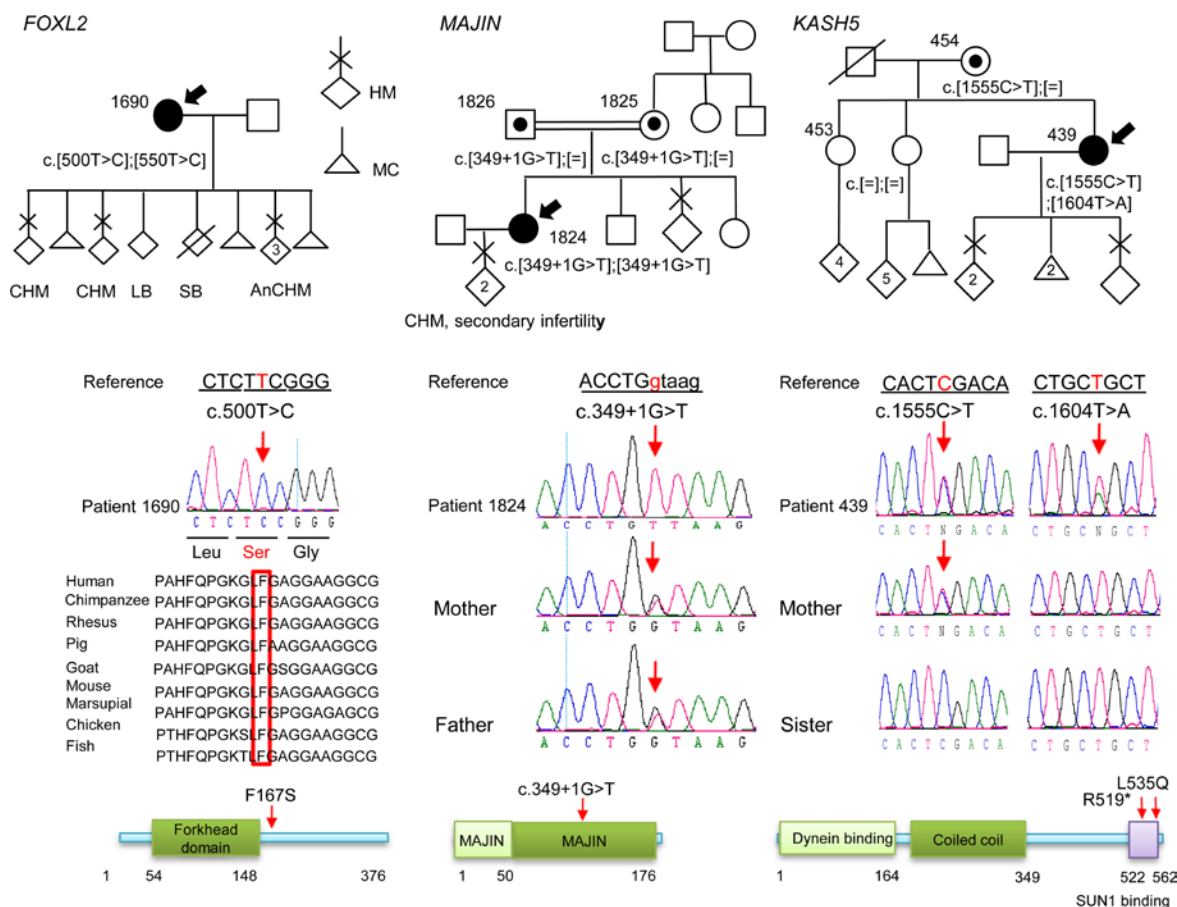 FOXL2
1690
HM
MC
c.[500T>C];[550T>C]
3
CHM
CHM
LB
SB
AnCHM
MAJIN
1826
1825
c.[349+1G>T];[=]
c.[349+1G>T];[=]
1824
c.[349+1G>T];[349+1G>T]
2
CHM, secondary infertility
KASH5
454
c.[1555C>T];[=]
453
439
c.[=];[=]
c.[1555C>T]
;[1604T>A]
4
5
2
2
Reference
CTCTTCGGG
c.500T>C
Patient 1690
C T C T C C G G G
Leu
Ser
Gly
Human
PAHFQPGKGLFGAGGAAGGCG
Chimpanzee
PAHFQPGKGLFGAGGAAGGCG
Rhesus
PAHFQPGKGLFGAGGAAGGCG
Pig
PAHFQPGKGLFAAGGAAGGCG
Goat
PAHFQPGKGLFGSGGAAGGCG
Mouse
PAHFQPGKGLFGAGGAAGGCG
Marsupial
PAHFQPGKGLFGPGGAGAGCG
Chicken
PTHFQPGKSLFGAGGAAGGCG
Fish
PTHFQPGKTLFGAGGAAGGCG
F167S
Forkhead
domain
1
54
148
376
Reference
ACCTGgtaag
c.349+1G>T
Patient 1824
A C C T G T T A A G
Mother
A C C T G G T A A G
Father
A C C T G G T A A G
c.349+1G>T
MAJIN
MAJIN
1
50
176
Reference
CACTCGACA
CTGCTGCT
c.1555C>T
c.1604T>A
Patient 439
C A C T N G A C A
C T G C N G C T
Mother
C A C T N G A C A
C T G C T G C T
Sister
C A C T C G A C A
C T G C T G C T
L535Q
R519*
Dynein binding
Coiled coil
1
164
349
522
562
SUN1 binding